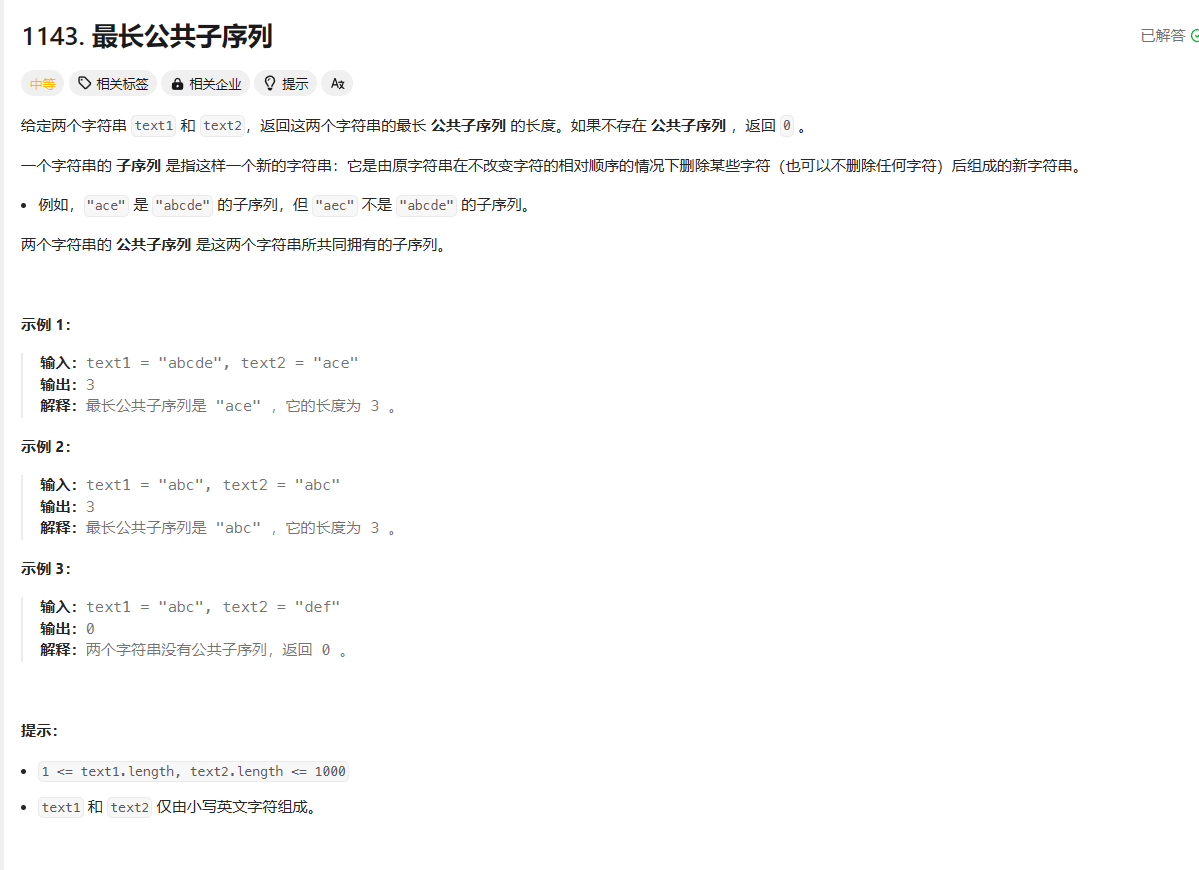 1143. 最长公共子序列
已解答
中等
相关标签
相关企业
提示
给定两个字符串 text1 和 text2，返回这两个字符串的最长 公共子序列 的长度。如果不存在 公共子序列 ，返回 0 。
一个字符串的 子序列 是指这样一个新的字符串：它是由原字符串在不改变字符的相对顺序的情况下删除某些字符（也可以不删除任何字符）后组成的新字符串。
• 例如，"ace" 是 "abcde" 的子序列，但 "aec" 不是 "abcde" 的子序列。
两个字符串的 公共子序列 是这两个字符串所共同拥有的子序列。
示例 1：
输入：text1 = "abcde", text2 = "ace"
输出：3
解释：最长公共子序列是 "ace" ，它的长度为 3 。
示例 2：
输入：text1 = "abc", text2 = "abc"
输出：3
解释：最长公共子序列是 "abc" ，它的长度为 3 。
示例 3：
输入：text1 = "abc", text2 = "def"
输出：0
解释：两个字符串没有公共子序列，返回 0 。
提示：
• 1 <= text1.length, text2.length <= 1000
• text1 和 text2 仅由小写英文字符组成。